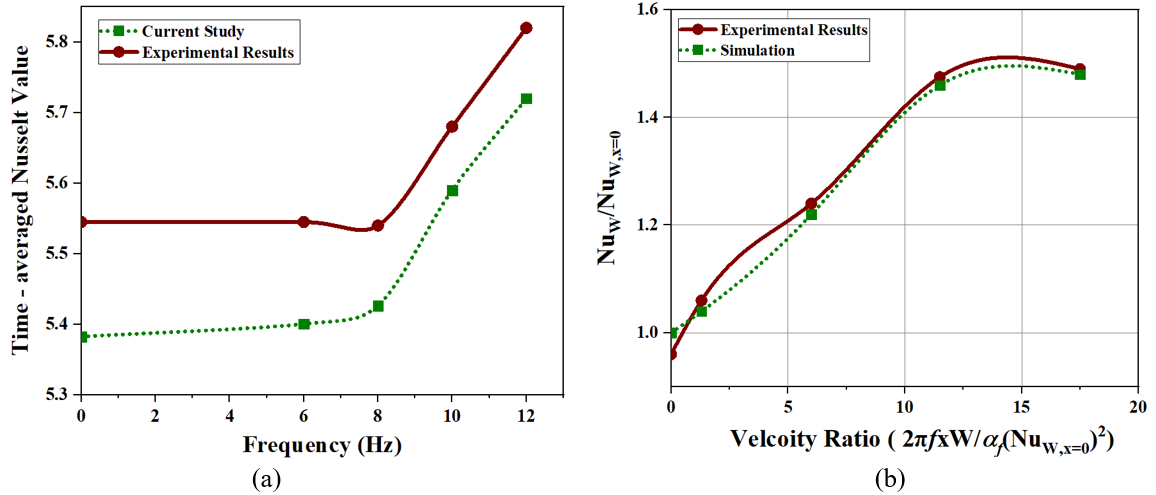 Time - averaged Nusselt Value
5.8
5.7
5.6
5.5
5.4
5.3
Current Study
Experimental Results
0 2 4 6 8 10 12
Frequency (Hz)
(a)
Nu_W/Nu_W,x=0
1.6
1.4
1.2
1.0
Experimental Results
Simulation
0 5 10 15 20
Velcoity Ratio ( 2πfxW/α_f(Nu_W,x=0)²)
(b)